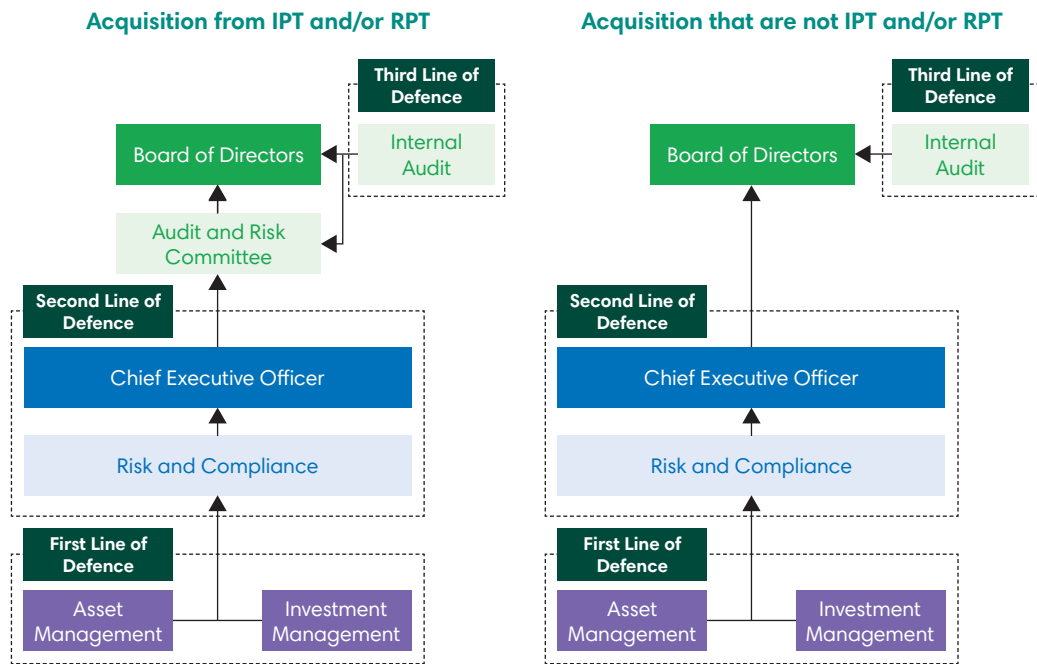 Acquisition from IPT and/or RPT
Third Line of
Defence
Internal
Audit
Board of Directors
Audit and Risk
Committee
Second Line of
Defence
Chief Executive Officer
Risk and Compliance
First Line of
Defence
Asset
Management
Investment
Management
Acquisition that are not IPT and/or RPT
Third Line of
Defence
Internal
Audit
Board of Directors
Second Line of
Defence
Chief Executive Officer
Risk and Compliance
First Line of
Defence
Asset
Management
Investment
Management